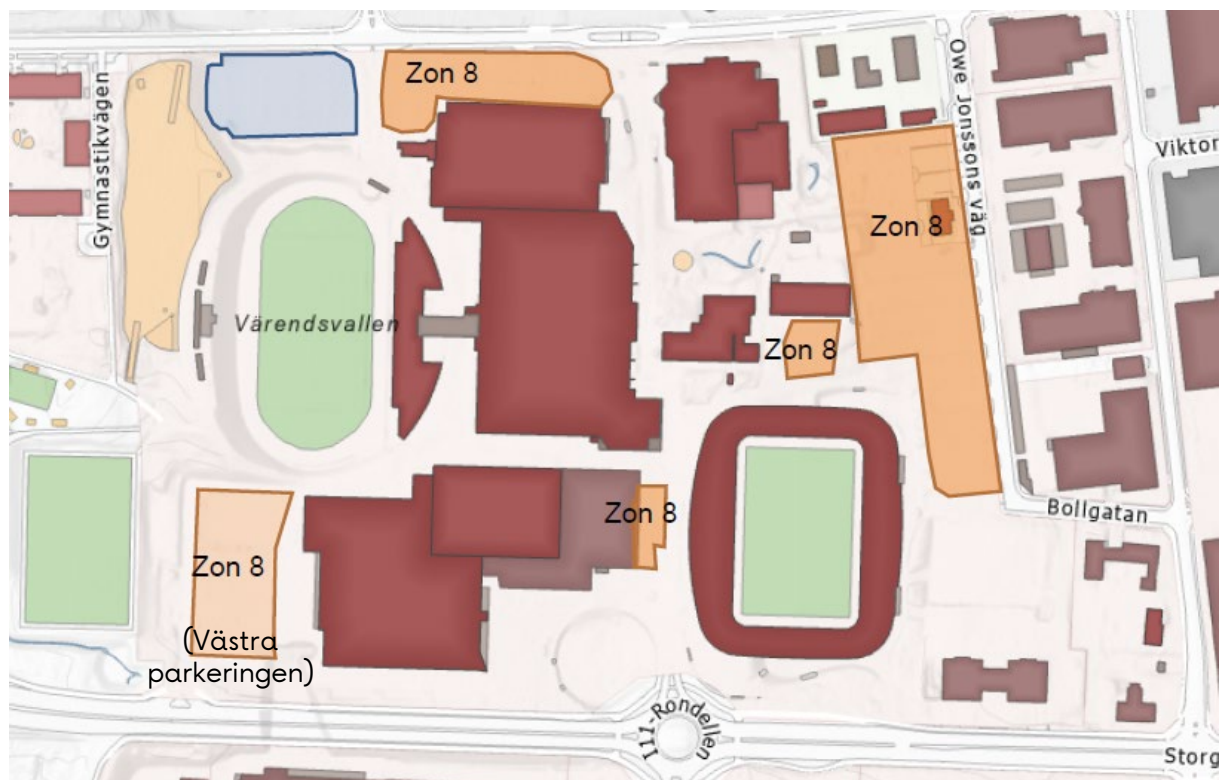 Zon 8
Owe Jonssons väg
Gymnastikvägen
Viktor
Zon 8
Värendsvallen
Zon 8
Zon 8
Bollgatan
Zon 8
(Västra
parkeringen)
I11-Rondellen
Storg